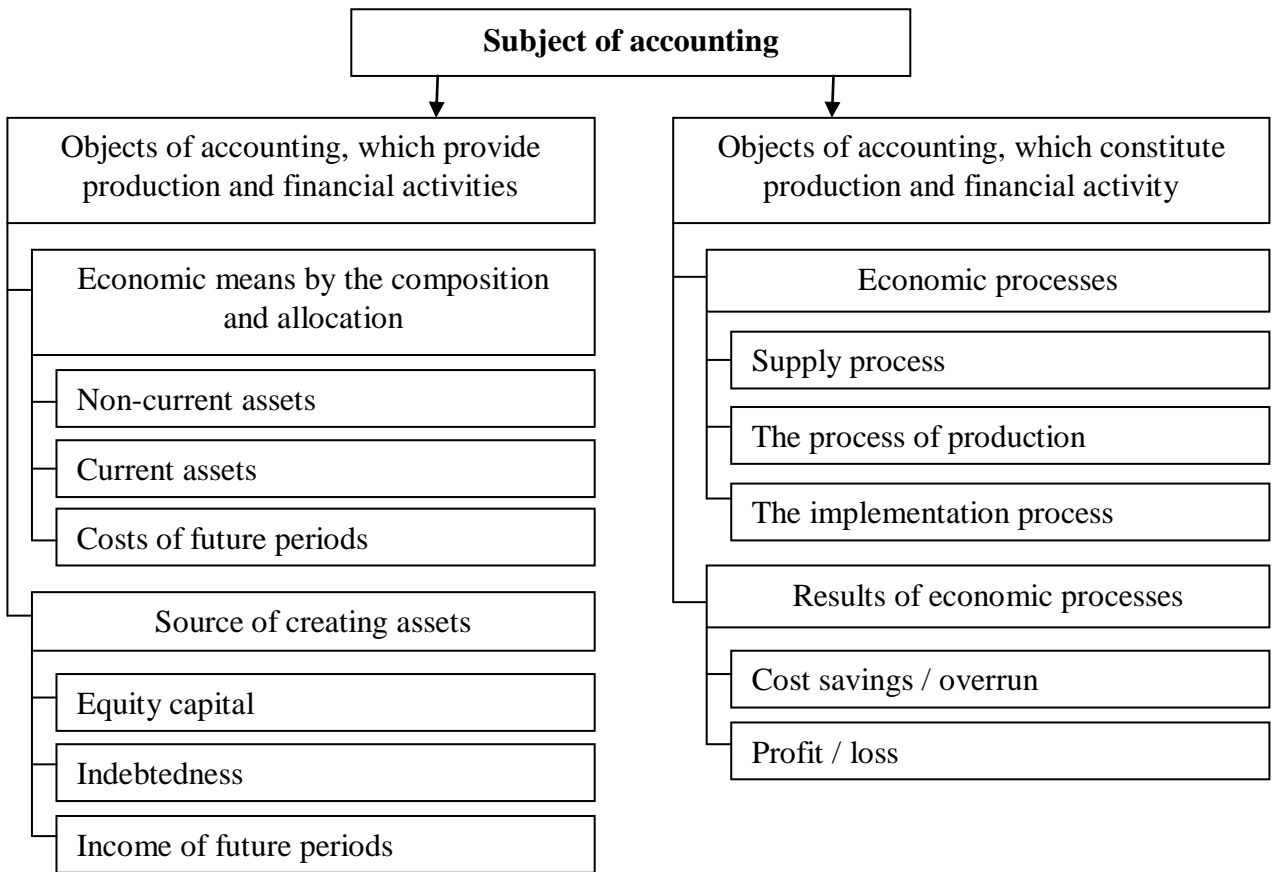 Subject of accounting
Objects of accounting, which provide
production and financial activities
Economic means by the composition
and allocation
Non-current assets
Current assets
Costs of future periods
Source of creating assets
Equity capital
Indebtedness
Income of future periods
Objects of accounting, which constitute
production and financial activity
Economic processes
Supply process
The process of production
The implementation process
Results of economic processes
Cost savings / overrun
Profit / loss